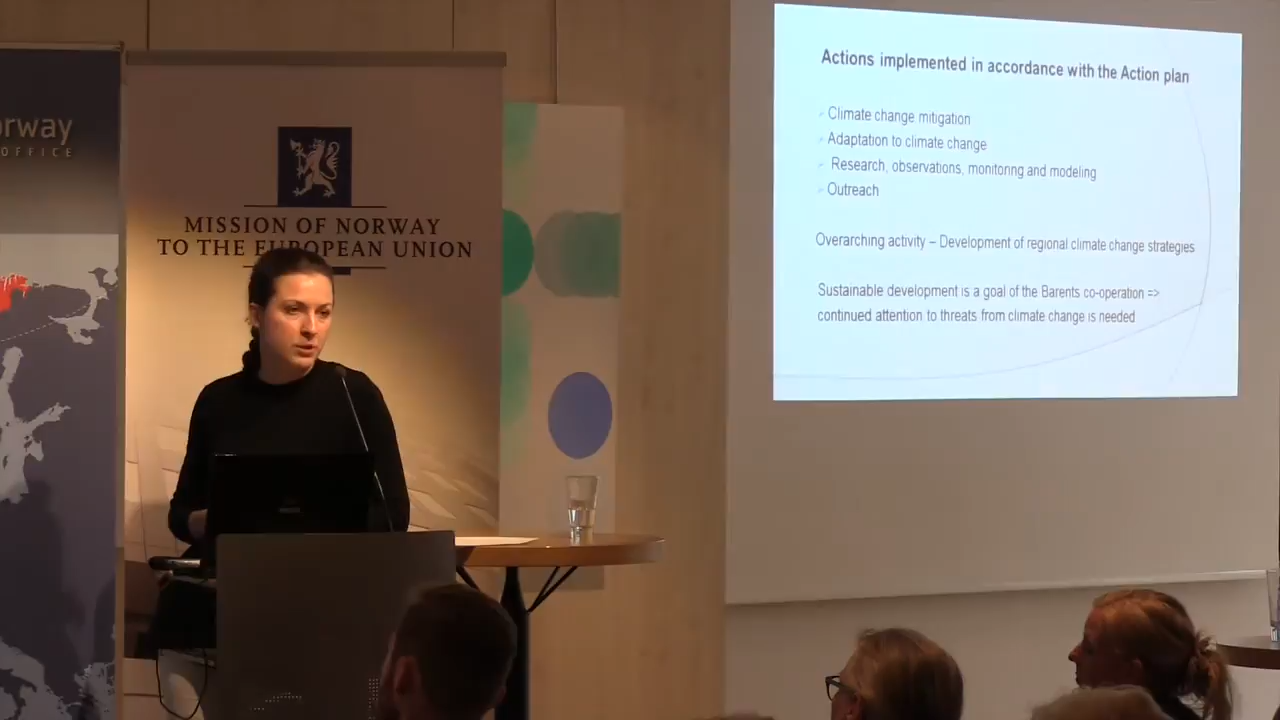 OFFICE
MISSION OF NORWAY
TO THE EUROPEAN UNION
Actions implemented in accordance with the Action plan
Climate change mitigation
Adaptation to climate change
Research, observations, monitoring and modeling
Outreach
Overarching activity – Development of regional climate change strategies
Sustainable development is a goal of the Barents co-operation =>
continued attention to threats from climate change is needed